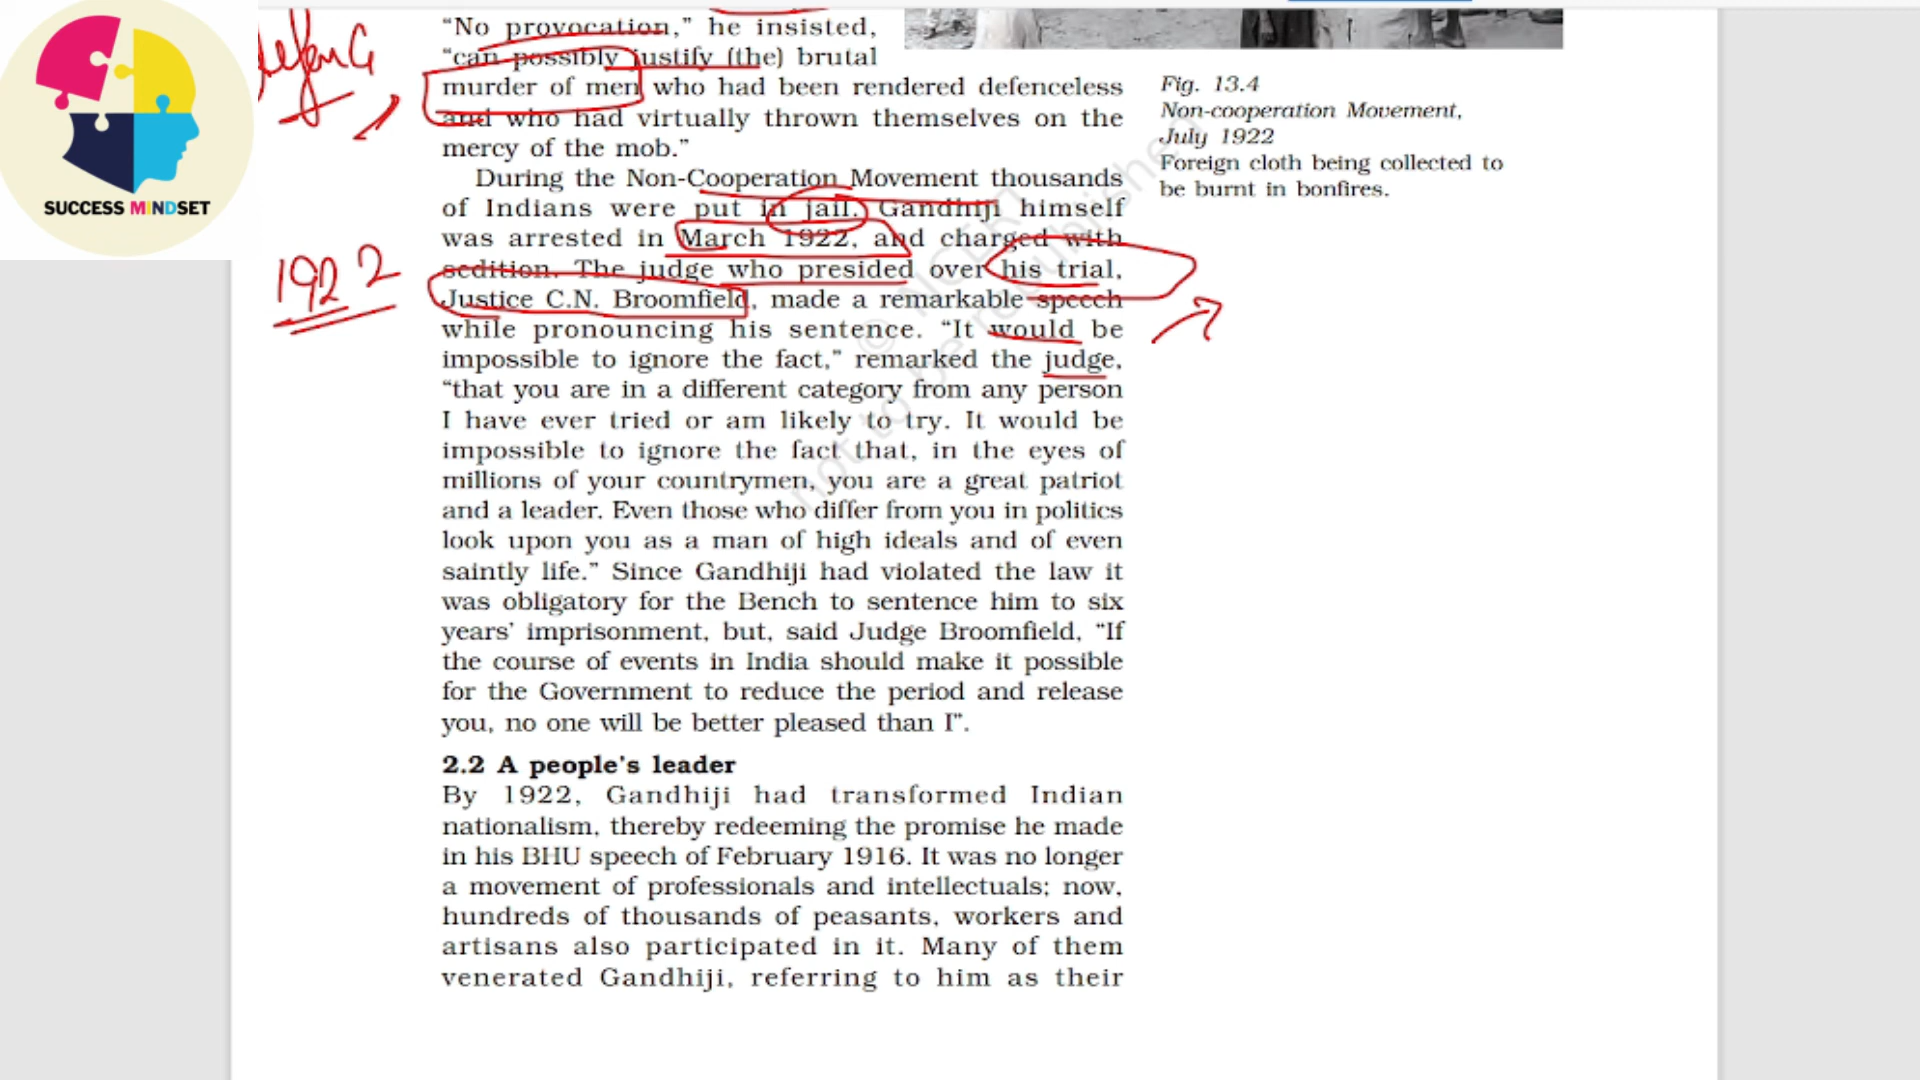 "No provocation," he insisted,
"can possibly justify (the) brutal
murder of men who had been rendered defenceless
and who had virtually thrown themselves on the
mercy of the mob."
During the Non-Cooperation Movement thousands
of Indians were put in jail. Gandhiji himself
was arrested in March 1922, and charged with
sedition. The judge who presided over his trial,
Justice C.N. Broomfield, made a remarkable speech
while pronouncing his sentence. "It would be
impossible to ignore the fact," remarked the judge,
"that you are in a different category from any person
I have ever tried or am likely to try. It would be
impossible to ignore the fact that, in the eyes of
millions of your countrymen, you are a great patriot
and a leader. Even those who differ from you in politics
look upon you as a man of high ideals and of even
saintly life." Since Gandhiji had violated the law it
was obligatory for the Bench to sentence him to six
years' imprisonment, but, said Judge Broomfield, "If
the course of events in India should make it possible
for the Government to reduce the period and release
you, no one will be better pleased than I".
2.2 A people's leader
By 1922, Gandhiji had transformed Indian
nationalism, thereby redeeming the promise he made
in his BHU speech of February 1916. It was no longer
a movement of professionals and intellectuals; now,
hundreds of thousands of peasants, workers and
artisans also participated in it. Many of them
venerated Gandhiji, referring to him as their
Fig. 13.4
Non-cooperation Movement,
July 1922
Foreign cloth being collected to
be burnt in bonfires.
SUCCESS MINDSET
1922
© NCERT
not to be republished